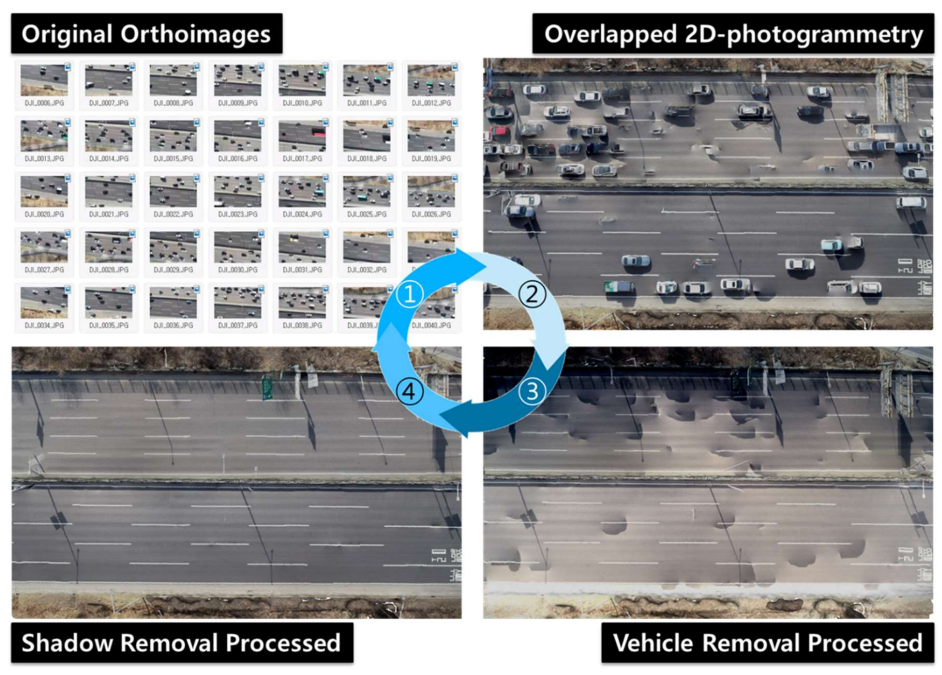 Original Orthoimages
Overlapped 2D-photogrammetry
DJI_0006.JPG DJI_0007.JPG DJI_0008.JPG DJI_0009.JPG DJI_0010.JPG DJI_0011.JPG DJI_0012.JPG
DJI_0013.JPG DJI_0014.JPG DJI_0015.JPG DJI_0016.JPG DJI_0017.JPG DJI_0018.JPG DJI_0019.JPG
DJI_0020.JPG DJI_0021.JPG DJI_0022.JPG DJI_0023.JPG DJI_0024.JPG DJI_0025.JPG DJI_0026.JPG
DJI_0027.JPG DJI_0028.JPG DJI_0029.JPG DJI_0030.JPG DJI_0031.JPG DJI_0032.JPG
DJI_0034.JPG DJI_0035.JPG DJI_0036.JPG DJI_0037.JPG DJI_0038.JPG DJI_0039. DJI_0040.JPG
① ②
④ ③
Shadow Removal Processed
Vehicle Removal Processed